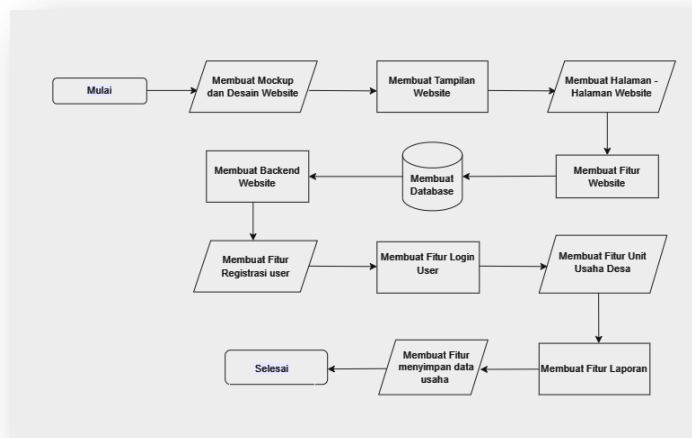 Mulai
Membuat Mockup
dan Desain Website
Membuat Tampilan
Website
Membuat Halaman -
Halaman Website
Membuat Fitur
Website
Membuat
Database
Membuat Backend
Website
Membuat Fitur
Registrasi user
Membuat Fitur Login
User
Membuat Fitur Unit
Usaha Desa
Membuat Fitur Laporan
Membuat Fitur
menyimpan data
usaha
Selesai